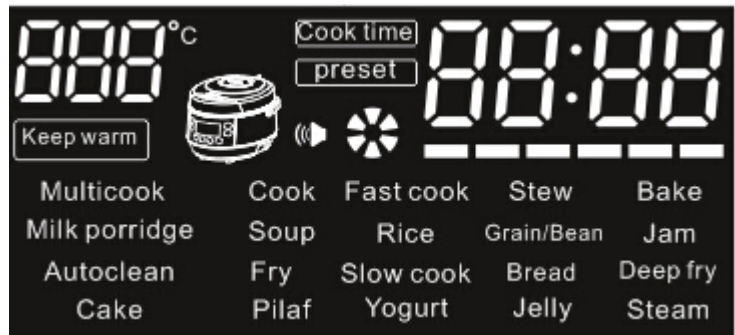 888°C Cook time 88:88
preset
Keep warm
Multicook Cook Fast cook Stew Bake
Milk porridge Soup Rice Grain/Bean Jam
Autoclean Fry Slow cook Bread Deep fry
Cake Pilaf Yogurt Jelly Steam